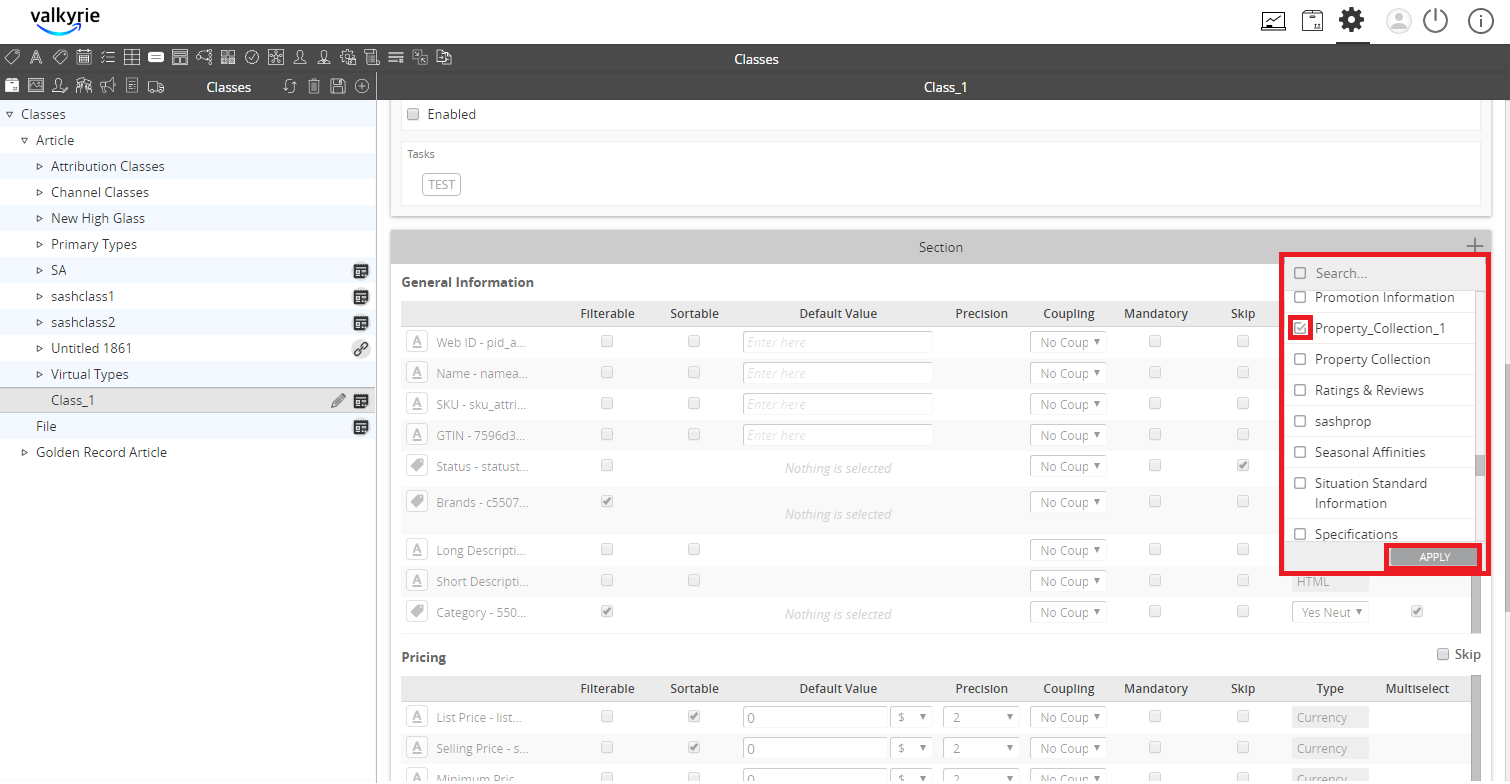 valkyrie
Classes
Classes
Class_1
Classes
Article
Attribution Classes
Channel Classes
New High Glass
Primary Types
SA
sashclass1
sashclass2
Untitled 1861
Virtual Types
Class_1
File
Golden Record Article
Enabled
Tasks
TEST
Section
General Information
Filterable Sortable Default Value Precision Coupling Mandatory Skip
Web ID - pid_a... Enter here No Coup
Name - namea... Enter here No Coup
SKU - sku_attri... Enter here No Coup
GTIN - 7596d3... Enter here No Coup
Status - statust... Nothing is selected No Coup
Brands - c5507... Nothing is selected No Coup
Long Descripti... No Coup
Short Descripti... No Coup HTML
Category - 550... Nothing is selected No Coup Yes Neut
Search...
Promotion Information
Property_Collection_1
Property Collection
Ratings & Reviews
sashprop
Seasonal Affinities
Situation Standard
Information
Specifications
APPLY
Pricing Skip
Filterable Sortable Default Value Precision Coupling Mandatory Skip Type Multiselect
List Price - list... 0 $ 2 No Coup Currency
Selling Price - s... 0 $ 2 No Coup Currency
Minimum Pric... 0 $ 2 No Coup Currency